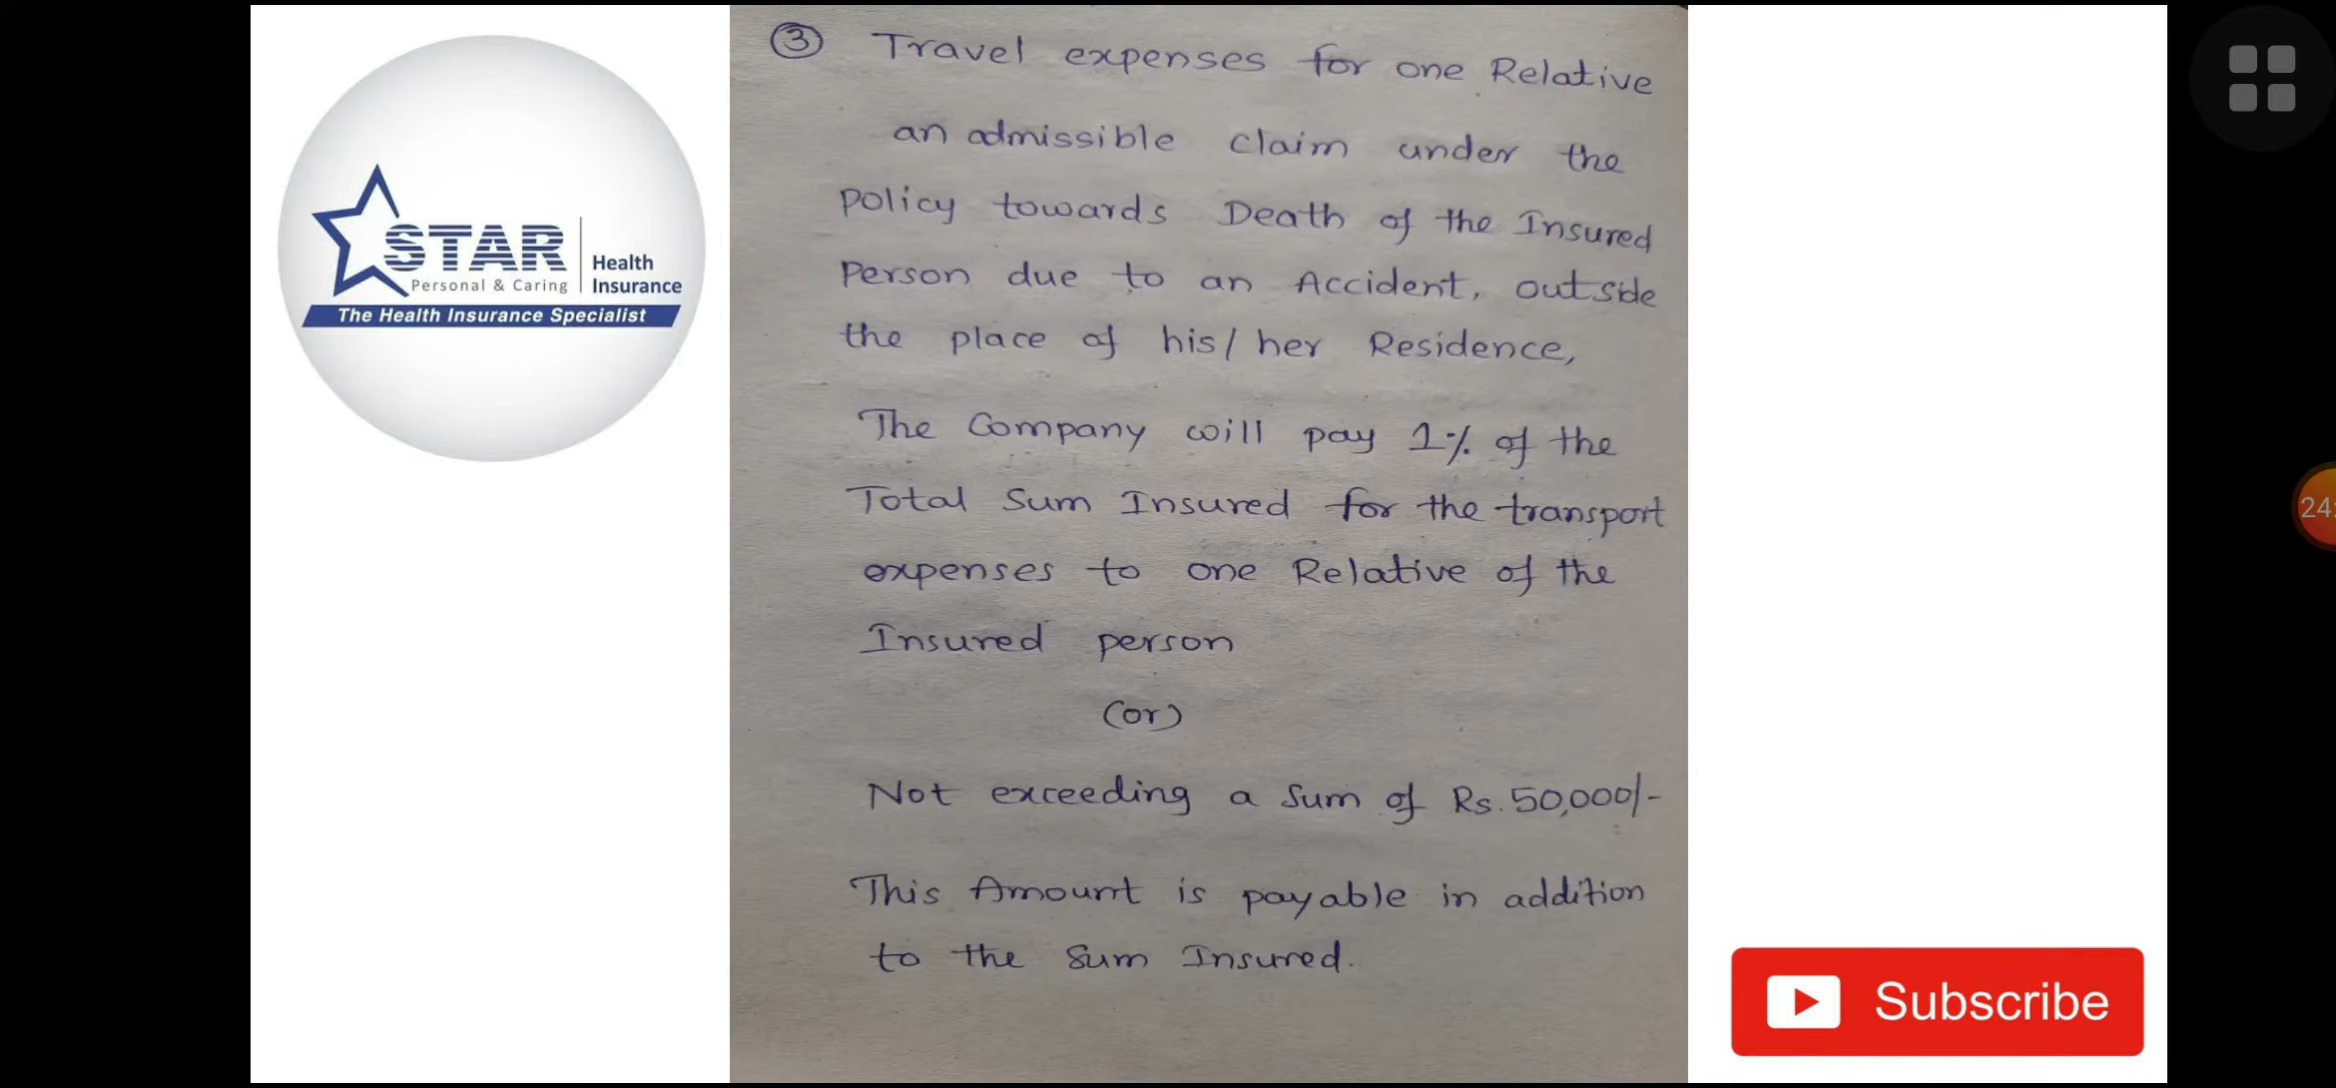 STAR
Health
Personal & Caring
Insurance
The Health Insurance Specialist
③ Travel expenses for one Relative
an admissible claim under the
Policy towards Death of the Insured
Person due to an Accident, outside
the place of his/her Residence,
The Company will pay 1% of the
Total Sum Insured for the transport
expenses to one Relative of the
Insured person
(or)
Not exceeding a sum of Rs. 50,000/-
This Amount is payable in addition
to the Sum Insured.
24:
Subscribe